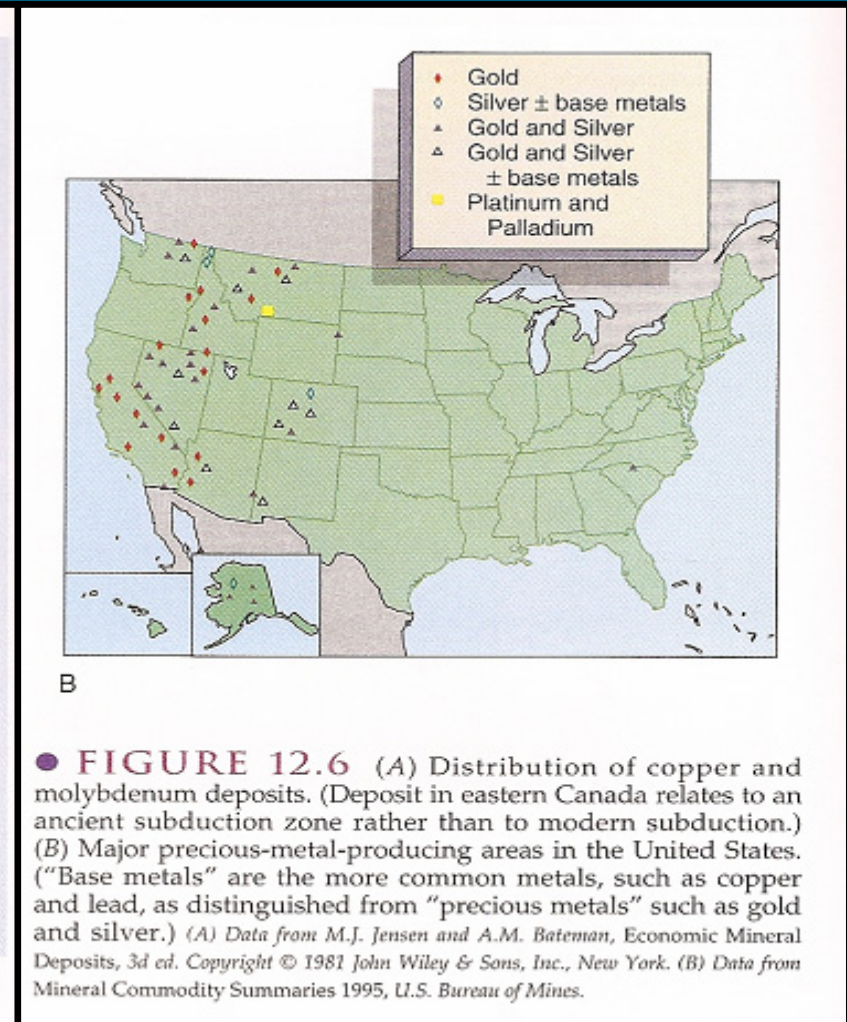 Gold
Silver ± base metals
Gold and Silver
Gold and Silver
± base metals
Platinum and
Palladium
B
● FIGURE 12.6 (A) Distribution of copper and
molybdenum deposits. (Deposit in eastern Canada relates to an
ancient subduction zone rather than to modern subduction.)
(B) Major precious-metal-producing areas in the United States.
("Base metals" are the more common metals, such as copper
and lead, as distinguished from "precious metals" such as gold
and silver.) (A) Data from M.J. Jensen and A.M. Bateman, Economic Mineral
Deposits, 3d ed. Copyright © 1981 John Wiley & Sons, Inc., New York. (B) Data from
Mineral Commodity Summaries 1995, U.S. Bureau of Mines.